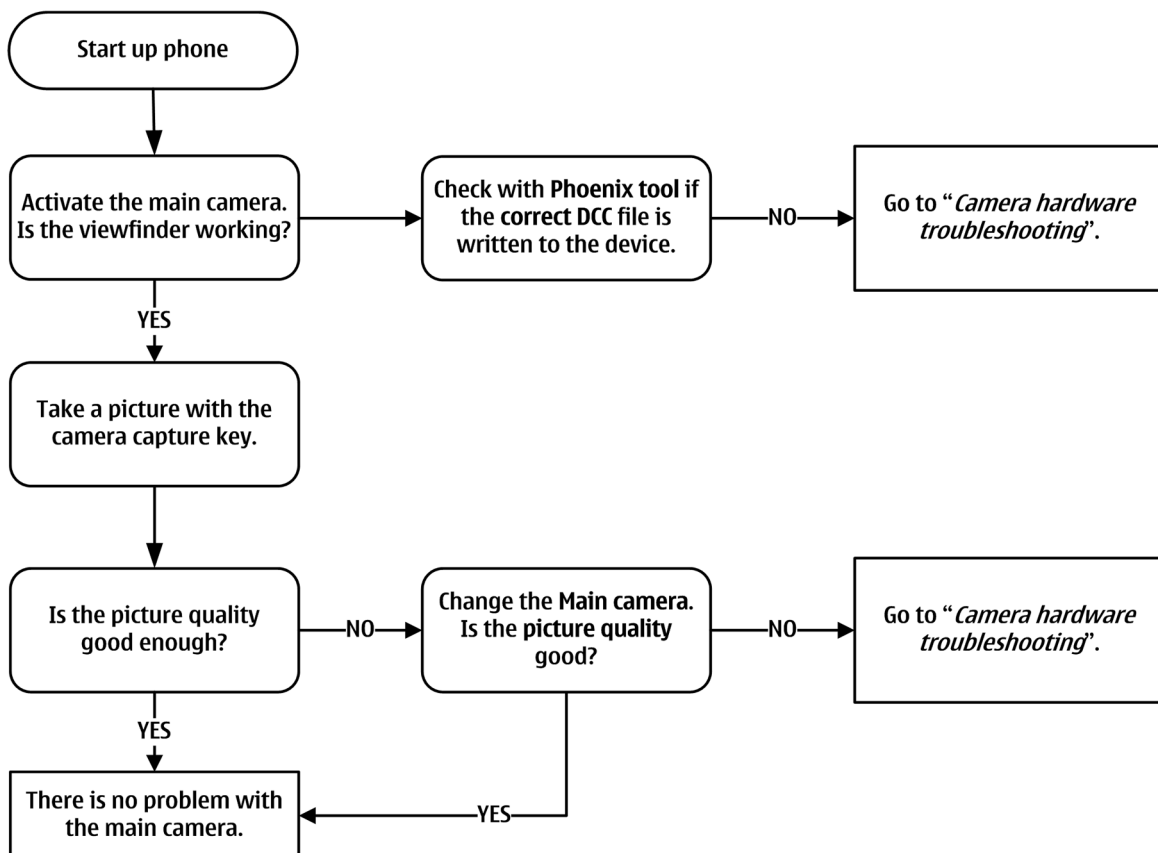 Start up phone
Activate the main camera.
Is the viewfinder working?
Check with Phoenix tool if
the correct DCC file is
written to the device.
NO
Go to “Camera hardware
troubleshooting”.
YES
Take a picture with the
camera capture key.
Is the picture quality
good enough?
NO
Change the Main camera.
Is the picture quality
good?
NO
Go to “Camera hardware
troubleshooting”.
YES
There is no problem with
the main camera.
YES